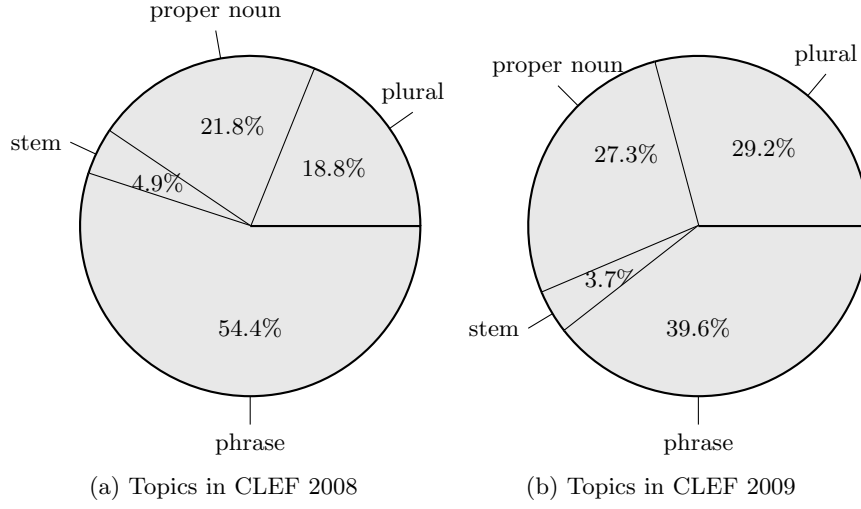 proper noun
plural
stem
21.8%
18.8%
4.9%
54.4%
phrase
(a) Topics in CLEF 2008
proper noun
plural
27.3%
29.2%
3.7%
stem
39.6%
phrase
(b) Topics in CLEF 2009